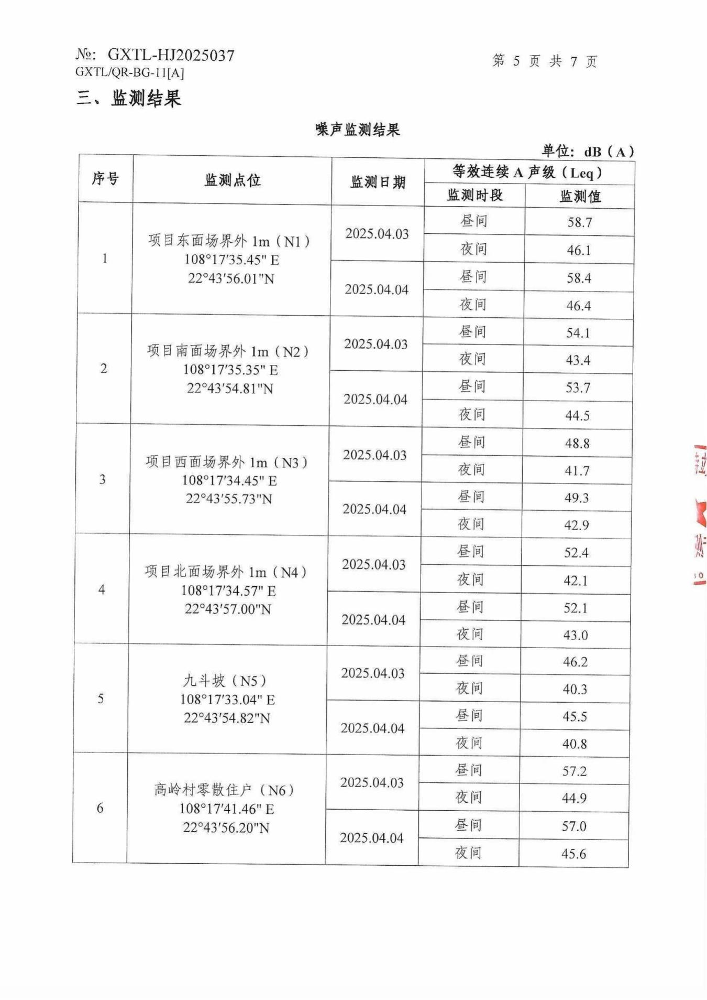 №: GXTL-HJ2025037
第 5 页 共 7 页
GXTL/QR-BG-11[A]
三、监测结果
噪声监测结果
单位: dB（A）
序号 监测点位 监测日期 等效连续 A 声级（Leq）
监测时段 监测值
1
项目东面场界外 1m（N1）
108°17′35.45" E
22°43′56.01"N
2025.04.03
昼间 58.7
夜间 46.1
2025.04.04
昼间 58.4
夜间 46.4
2
项目南面场界外 1m（N2）
108°17′35.35" E
22°43′54.81"N
2025.04.03
昼间 54.1
夜间 43.4
2025.04.04
昼间 53.7
夜间 44.5
3
项目西面场界外 1m（N3）
108°17′34.45" E
22°43′55.73"N
2025.04.03
昼间 48.8
夜间 41.7
2025.04.04
昼间 49.3
夜间 42.9
4
项目北面场界外 1m（N4）
108°17′34.57" E
22°43′57.00"N
2025.04.03
昼间 52.4
夜间 42.1
2025.04.04
昼间 52.1
夜间 43.0
5
九斗坡（N5）
108°17′33.04" E
22°43′54.82"N
2025.04.03
昼间 46.2
夜间 40.3
2025.04.04
昼间 45.5
夜间 40.8
6
高岭村零散住户（N6）
108°17′41.46" E
22°43′56.20"N
2025.04.03
昼间 57.2
夜间 44.9
2025.04.04
昼间 57.0
夜间 45.6